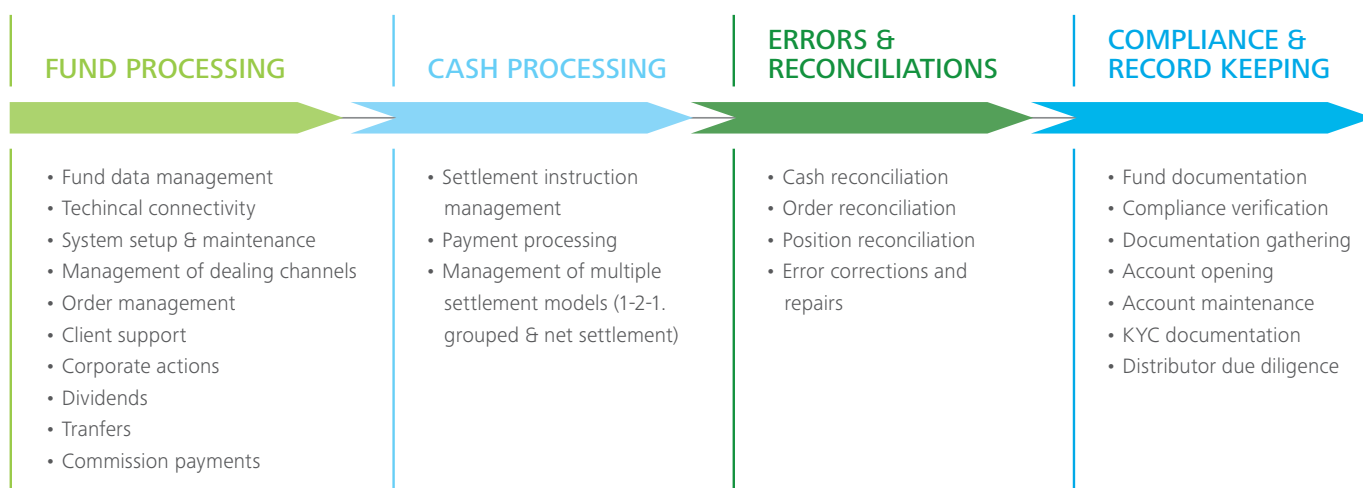 FUND PROCESSING
• Fund data management
• Techincal connectivity
• System setup & maintenance
• Management of dealing channels
• Order management
• Client support
• Corporate actions
• Dividends
• Tranfers
• Commission payments
CASH PROCESSING
• Settlement instruction
management
• Payment processing
• Management of multiple
settlement models (1-2-1.
grouped & net settlement)
ERRORS &
RECONCILIATIONS
• Cash reconciliation
• Order reconciliation
• Position reconciliation
• Error corrections and
repairs
COMPLIANCE &
RECORD KEEPING
• Fund documentation
• Compliance verification
• Documentation gathering
• Account opening
• Account maintenance
• KYC documentation
• Distributor due diligence